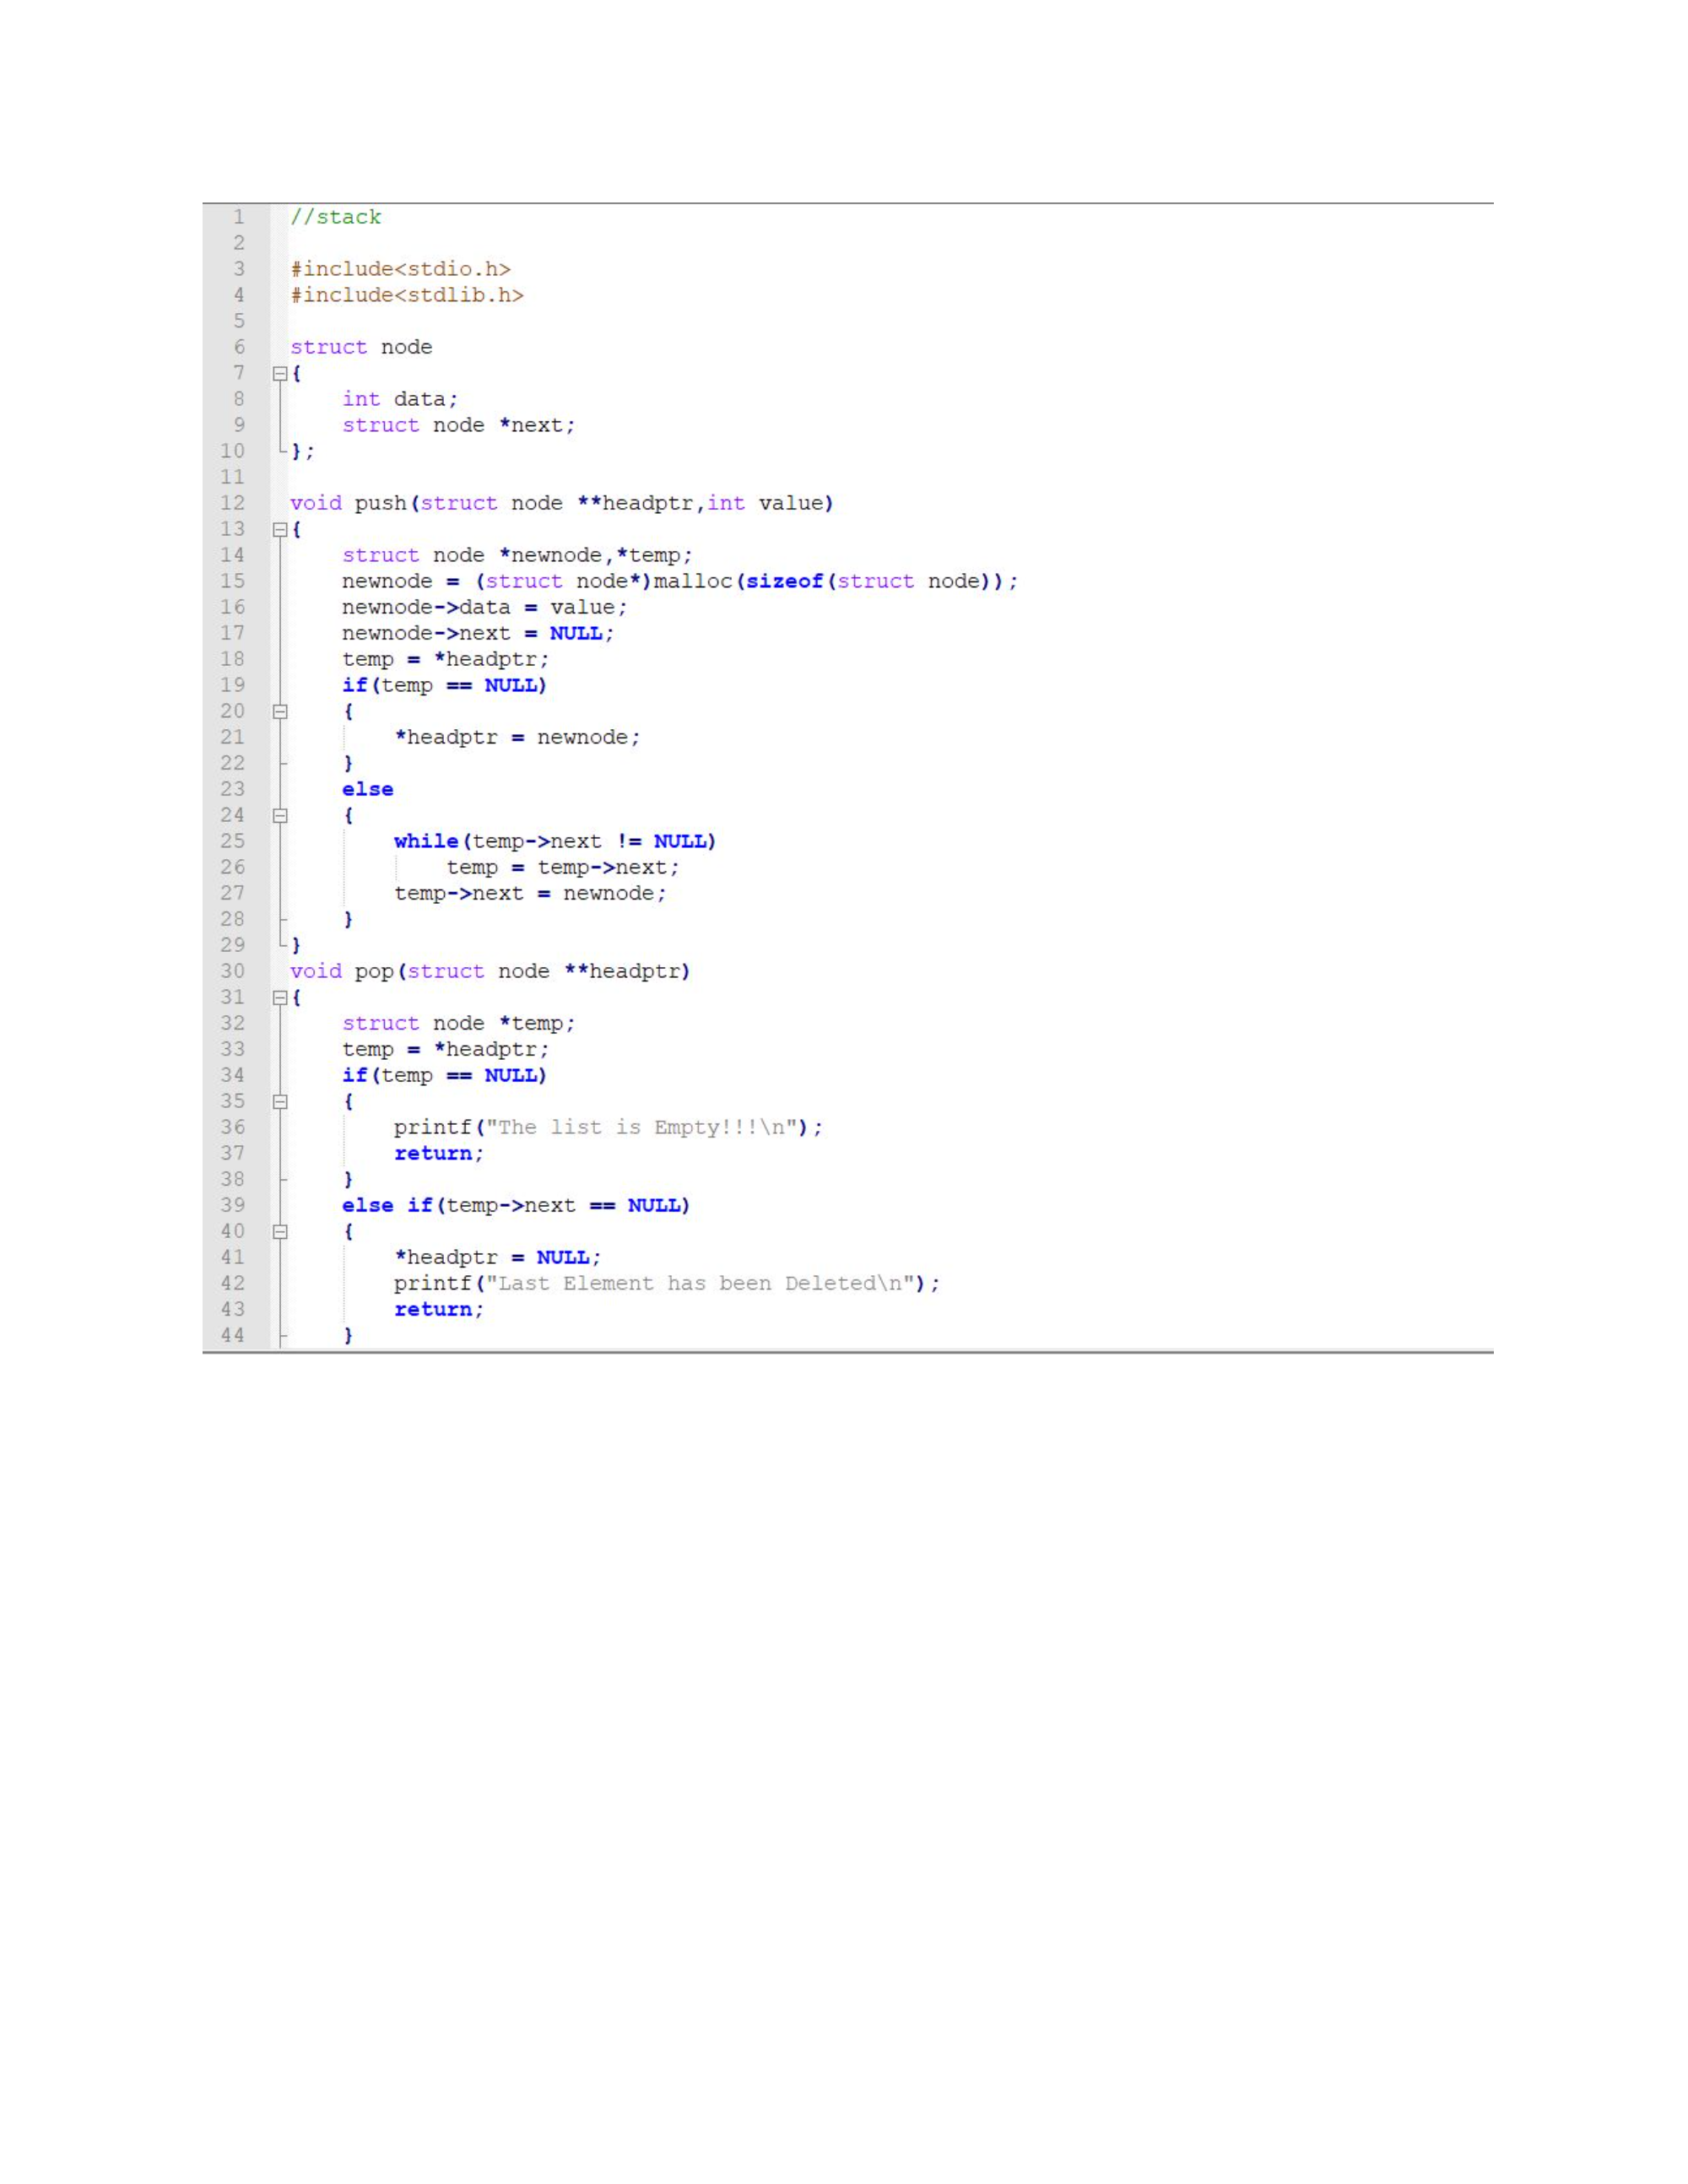 1 //stack
2
3 #include<stdio.h>
4 #include<stdlib.h>
5
6 struct node
7 {
8     int data;
9     struct node *next;
10 };
11
12 void push(struct node **headptr,int value)
13 {
14     struct node *newnode,*temp;
15     newnode = (struct node*)malloc(sizeof(struct node));
16     newnode->data = value;
17     newnode->next = NULL;
18     temp = *headptr;
19     if(temp == NULL)
20     {
21         *headptr = newnode;
22     }
23     else
24     {
25         while(temp->next != NULL)
26             temp = temp->next;
27         temp->next = newnode;
28     }
29 }
30 void pop(struct node **headptr)
31 {
32     struct node *temp;
33     temp = *headptr;
34     if(temp == NULL)
35     {
36         printf("The list is Empty!!!\n");
37         return;
38     }
39     else if(temp->next == NULL)
40     {
41         *headptr = NULL;
42         printf("Last Element has been Deleted\n");
43         return;
44     }